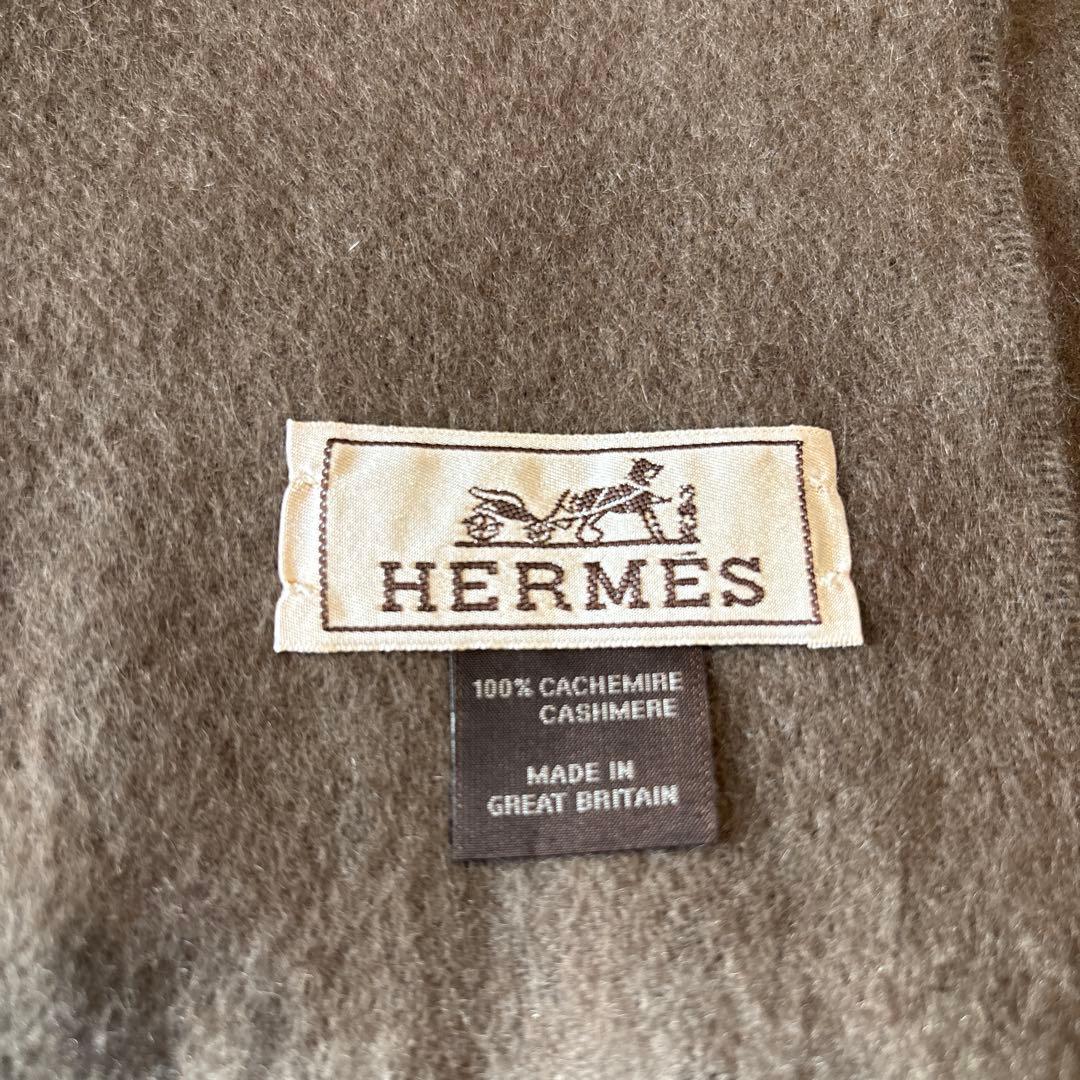 HERMÈS
100% CACHEMIRE
CASHMERE
MADE IN
GREAT BRITAIN